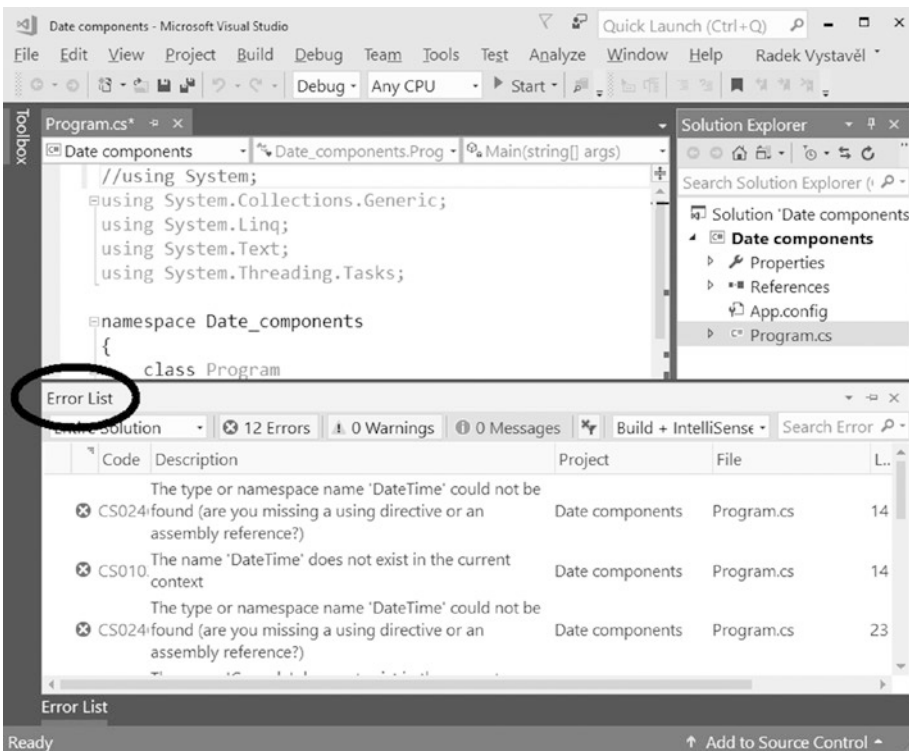 Date components - Microsoft Visual Studio
Quick Launch (Ctrl+Q)
File Edit View Project Build Debug Team Tools Test Analyze Window Help Radek Vystavěl
Debug Any CPU Start
Toolbox
Program.cs*
Date components Date_components.Prog Main(string[] args)
//using System;
using System.Collections.Generic;
using System.Linq;
using System.Text;
using System.Threading.Tasks;
namespace Date_components
{
class Program
Solution Explorer
Search Solution Explorer (
Solution 'Date components
Date components
Properties
References
App.config
Program.cs
Error List
Entire Solution 12 Errors 0 Warnings 0 Messages Build + IntelliSense Search Error
Code Description Project File L...
The type or namespace name 'DateTime' could not be
CS024 found (are you missing a using directive or an Date components Program.cs 14
assembly reference?)
The name 'DateTime' does not exist in the current
CS010 context Date components Program.cs 14
The type or namespace name 'DateTime' could not be
CS024 found (are you missing a using directive or an Date components Program.cs 23
assembly reference?)
Error List
Ready Add to Source Control